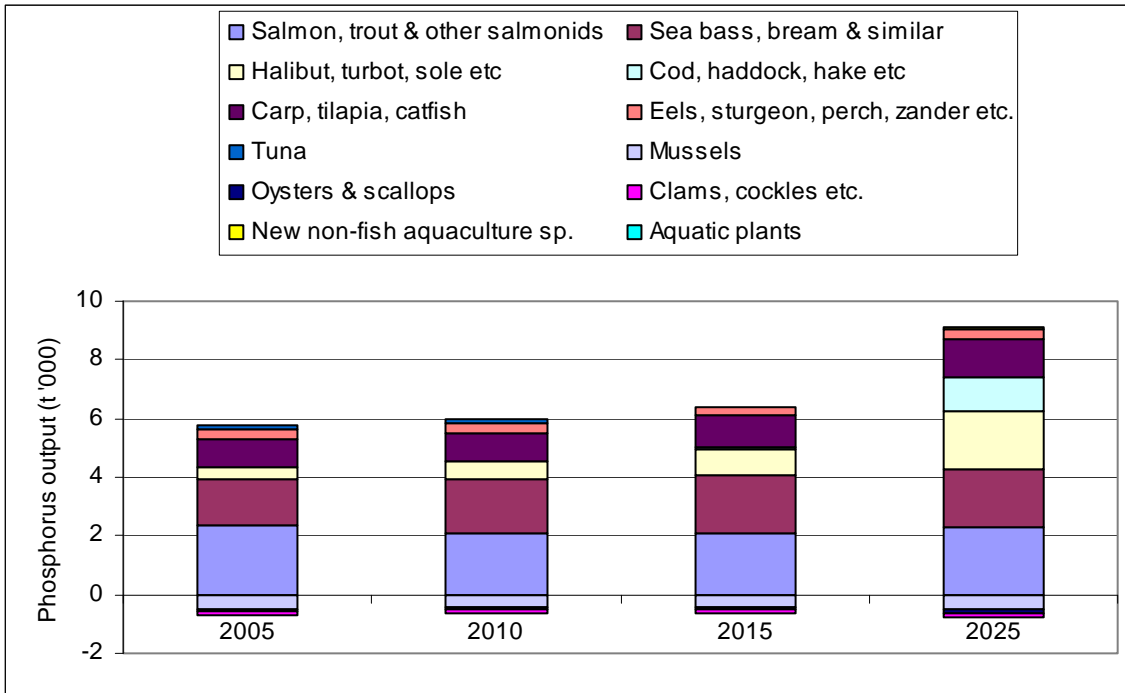 Salmon, trout & other salmonids
Sea bass, bream & similar
Halibut, turbot, sole etc
Cod, haddock, hake etc
Carp, tilapia, catfish
Eels, sturgeon, perch, zander etc.
Tuna
Mussels
Oysters & scallops
Clams, cockles etc.
New non-fish aquaculture sp.
Aquatic plants
Phosphorus output (t '000)
10
8
6
4
2
0
-2
2005
2010
2015
2025